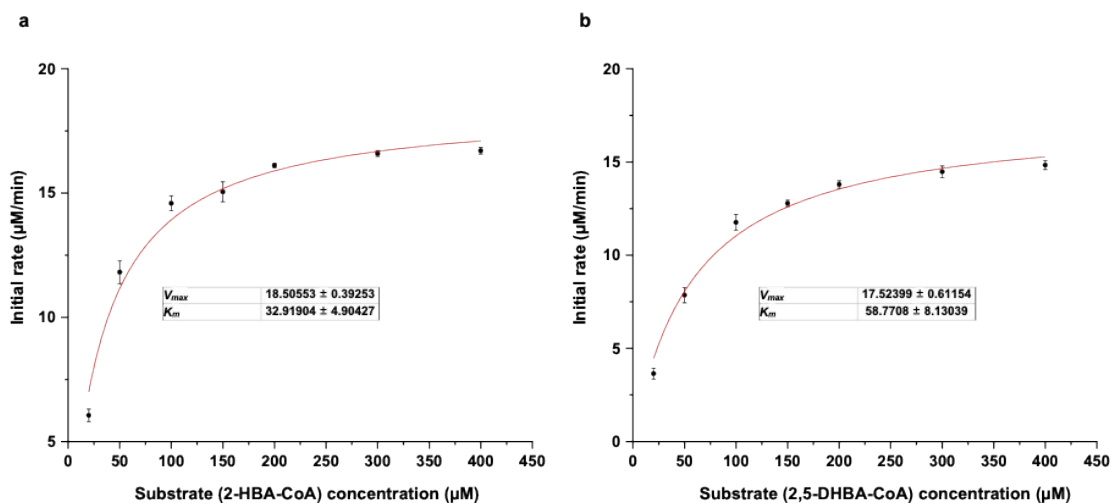 a
20
15
10
5
Initial rate (µM/min)
Vmax 18.50553 ± 0.39253
Km 32.91904 ± 4.90427
0 50 100 150 200 250 300 350 400 450
Substrate (2-HBA-CoA) concentration (µM)
b
20
15
10
5
0
Initial rate (µM/min)
Vmax 17.52399 ± 0.61154
Km 58.7708 ± 8.13039
0 50 100 150 200 250 300 350 400 450
Substrate (2,5-DHBA-CoA) concentration (µM)